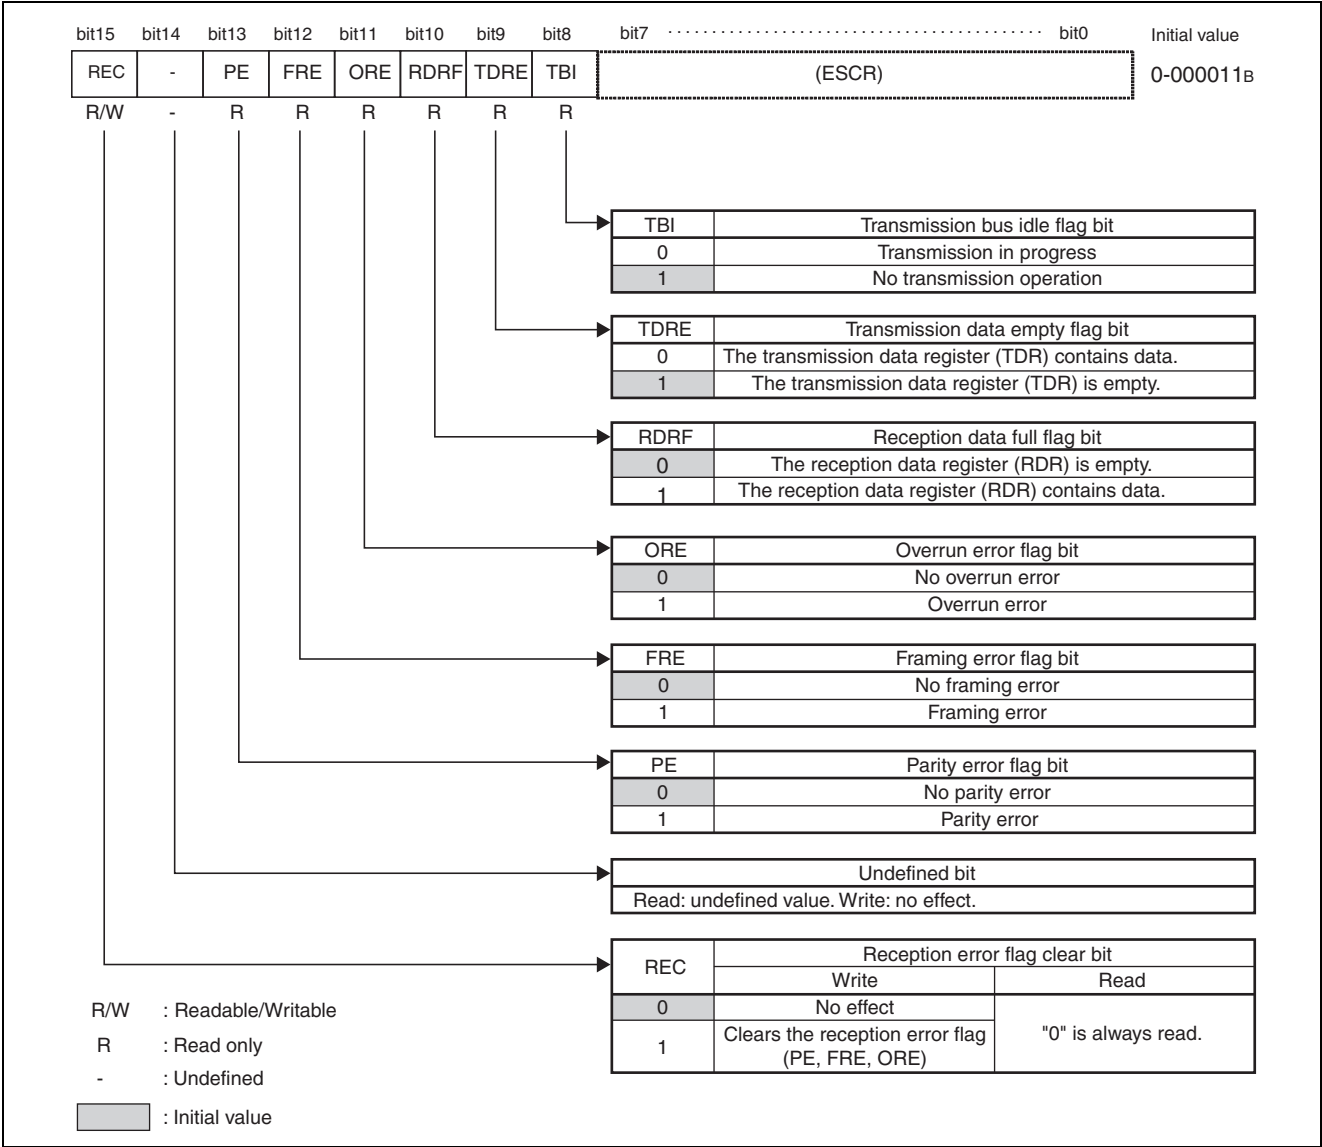 bit15 bit14 bit13 bit12 bit11 bit10 bit9 bit8 bit7 bit0 Initial value
REC - PE FRE ORE RDRF TDRE TBI (ESCR) 0-000011B
R/W - R R R R R R
TBI Transmission bus idle flag bit
0 Transmission in progress
1 No transmission operation
TDRE Transmission data empty flag bit
0 The transmission data register (TDR) contains data.
1 The transmission data register (TDR) is empty.
RDRF Reception data full flag bit
0 The reception data register (RDR) is empty.
1 The reception data register (RDR) contains data.
ORE Overrun error flag bit
0 No overrun error
1 Overrun error
FRE Framing error flag bit
0 No framing error
1 Framing error
PE Parity error flag bit
0 No parity error
1 Parity error
Undefined bit
Read: undefined value. Write: no effect.
REC Reception error flag clear bit
Write Read
0 No effect "0" is always read.
1 Clears the reception error flag
(PE, FRE, ORE)
R/W : Readable/Writable
R : Read only
- : Undefined
: Initial value